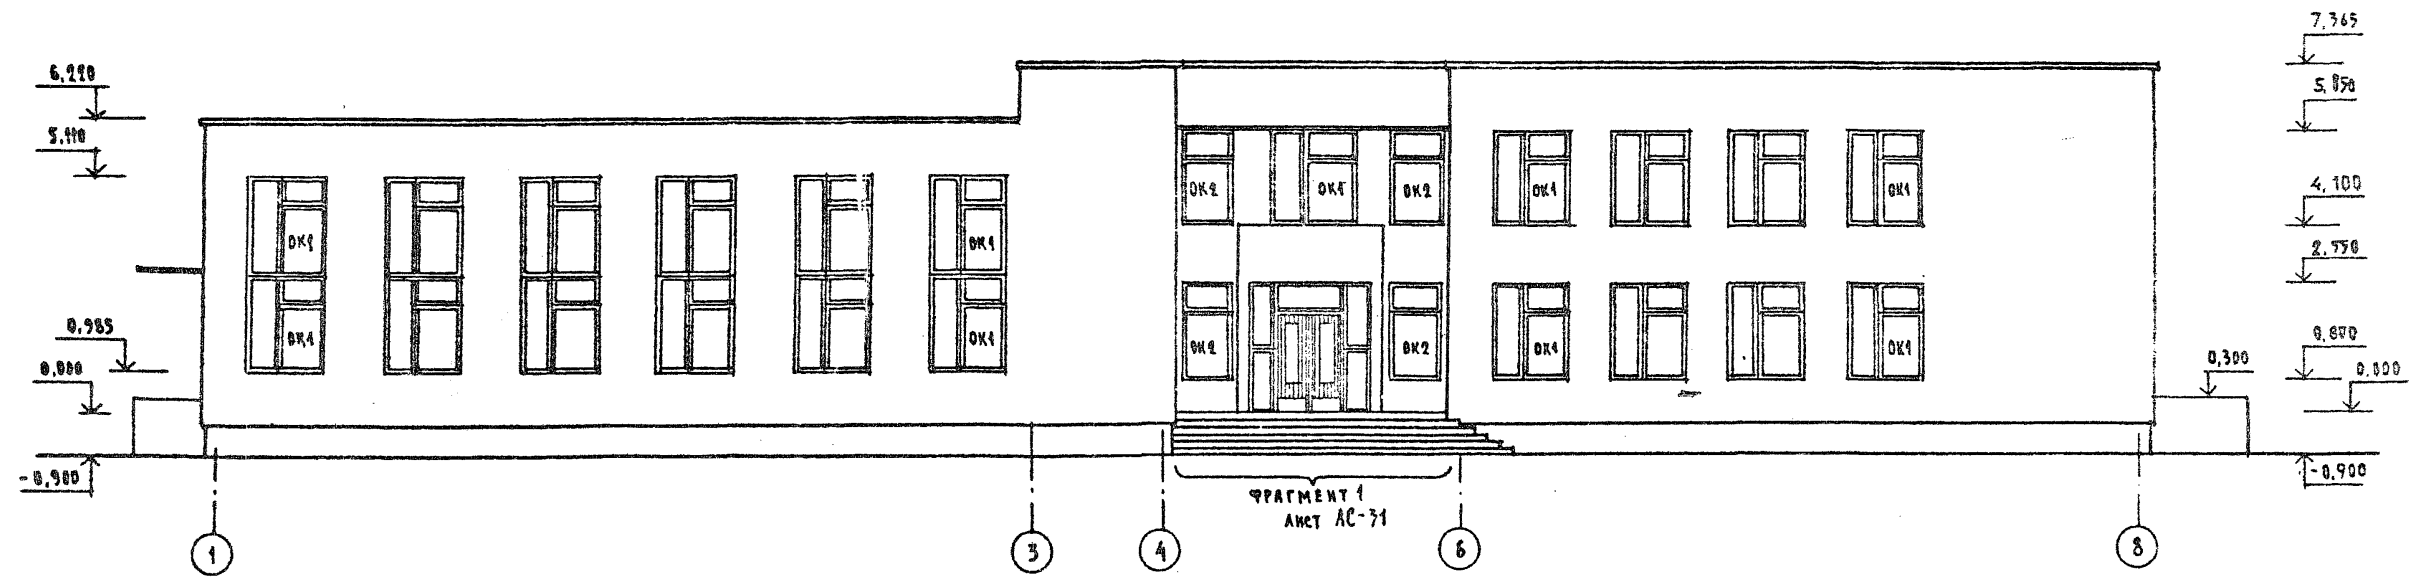 7,365
6,220
5,850
5,110
4,100
ОК2
ОК1
ОК2
ОК1
ОК1
ОК1
ОК1
2,550
0,985
ОК1
ОК1
ОК2
ОК2
ОК1
ОК1
0,800
0,300
0,000
0,000
-0,900
-0,900
ФРАГМЕНТ 1
ЛИСТ АС-31
1
3
4
6
8